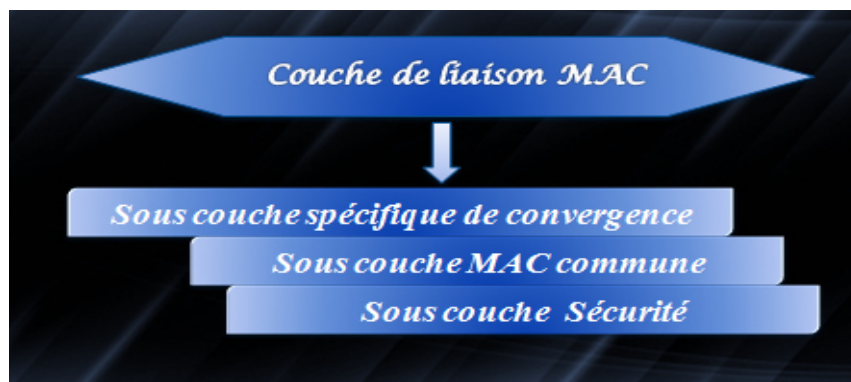 Couche de liaison MAC
Sous couche spécifique de convergence
Sous couche MAC commune
Sous couche Sécurité